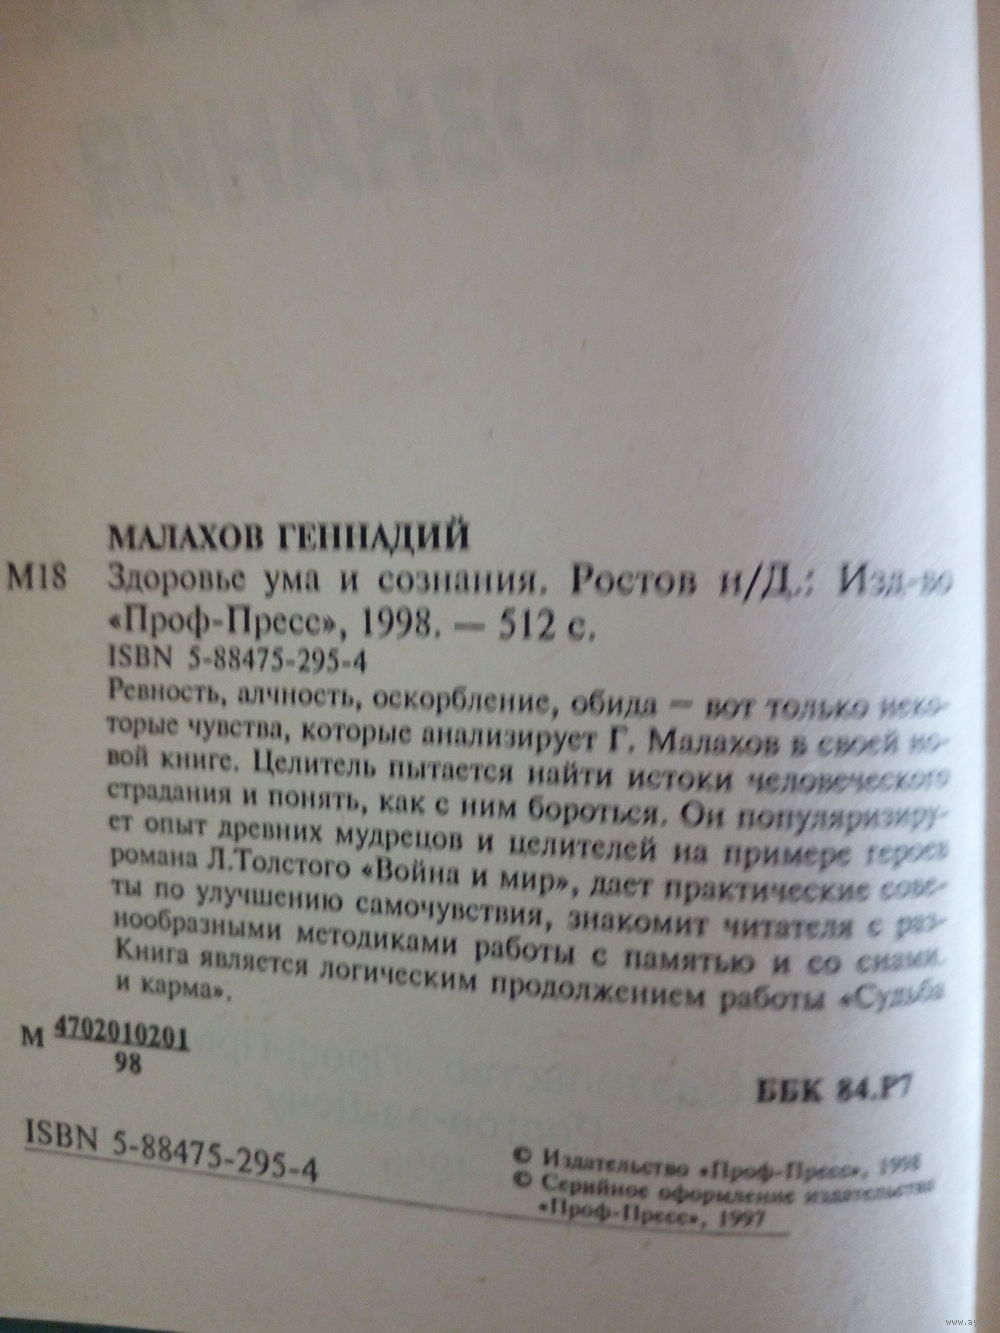 И СОЗНАНИЯ
МАЛАХОВ ГЕННАДИЙ
М18 Здоровье ума и сознания. Ростов н/Д.: Изд-во
«Проф-Пресс», 1998. — 512 с.
ISBN 5-88475-295-4
Ревность, алчность, оскорбление, обида — вот только неко-
торые чувства, которые анализирует Г. Малахов в своей но-
вой книге. Целитель пытается найти истоки человеческого
страдания и понять, как с ним бороться. Он популяризиру-
ет опыт древних мудрецов и целителей на примере героев
романа Л.Толстого «Война и мир», дает практические сове-
ты по улучшению самочувствия, знакомит читателя с раз-
нообразными методиками работы с памятью и со снами.
Книга является логическим продолжением работы «Судьба
и карма».
М 4702010201
98
ББК 84.Р7
ISBN 5-88475-295-4
© Издательство «Проф-Пресс», 1998
© Серийное оформление издательство
«Проф-Пресс», 1997